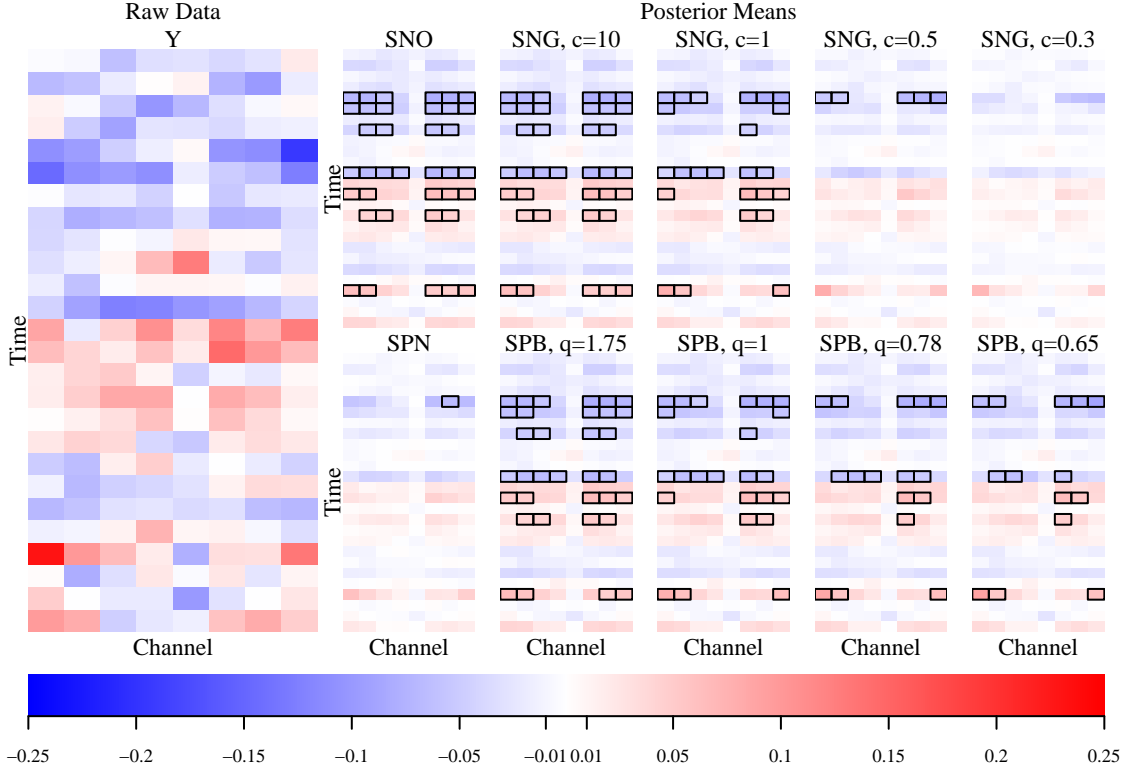 Raw Data
Posterior Means
Y
SNO
SNG, c=10
SNG, c=1
SNG, c=0.5
SNG, c=0.3
Time
Time
SPN
SPB, q=1.75
SPB, q=1
SPB, q=0.78
SPB, q=0.65
Time
Channel
Channel
Channel
Channel
Channel
Channel
−0.25
−0.2
−0.15
−0.1
−0.05
−0.01
0.01
0.05
0.1
0.15
0.2
0.25